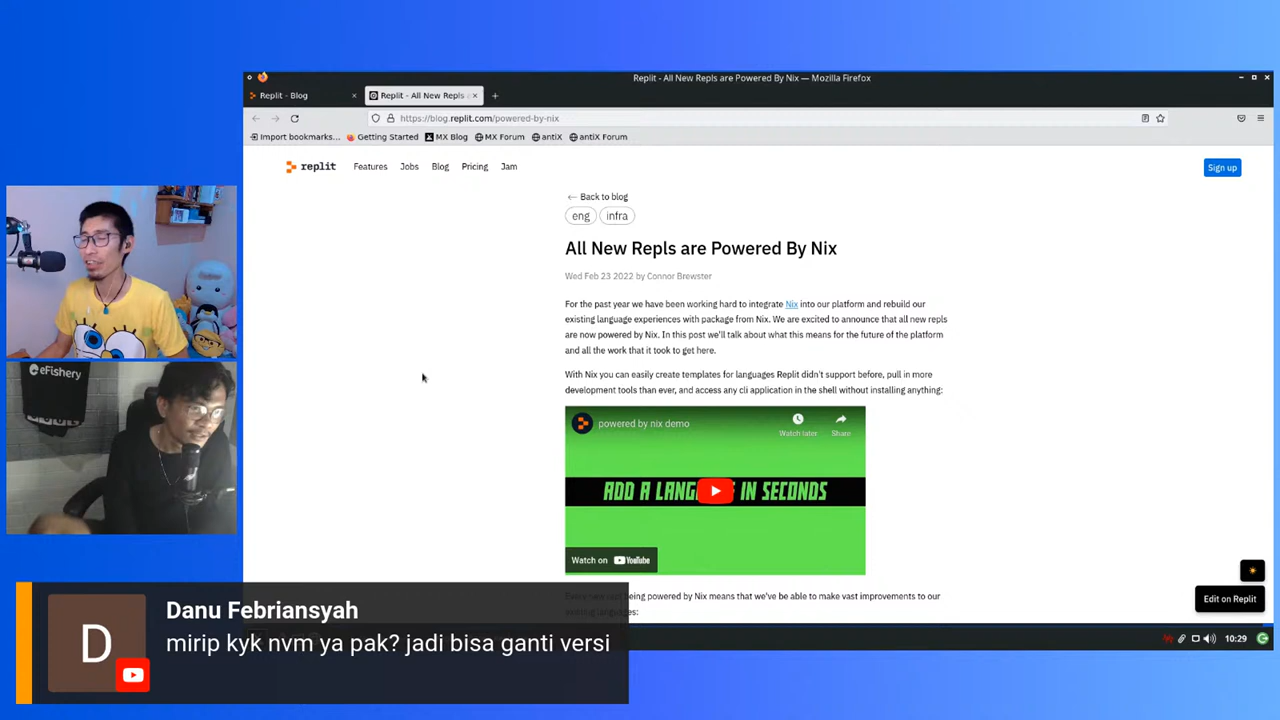 Replit - All New Repls are Powered By Nix — Mozilla Firefox
Replit - Blog
Replit - All New Repls
https://blog.replit.com/powered-by-nix
Import bookmarks...
Getting Started
MX Blog
MX Forum
antiX
antiX Forum
replit
Features
Jobs
Blog
Pricing
Jam
Sign up
← Back to blog
eng
infra
All New Repls are Powered By Nix
Wed Feb 23 2022 by Connor Brewster
For the past year we have been working hard to integrate Nix into our platform and rebuild our
existing language experiences with package from Nix. We are excited to announce that all new repls
are now powered by Nix. In this post we'll talk about what this means for the future of the platform
and all the work that it took to get here.
With Nix you can easily create templates for languages Replit didn't support before, pull in more
development tools than ever, and access any cli application in the shell without installing anything:
powered by nix demo
Watch later
Share
ADD A LANG IN SECONDS
Watch on YouTube
being powered by Nix means that we've be able to make vast improvements to our
Edit on Replit
10:29
eFishery
D
Danu Febriansyah
mirip kyk nvm ya pak? jadi bisa ganti versi